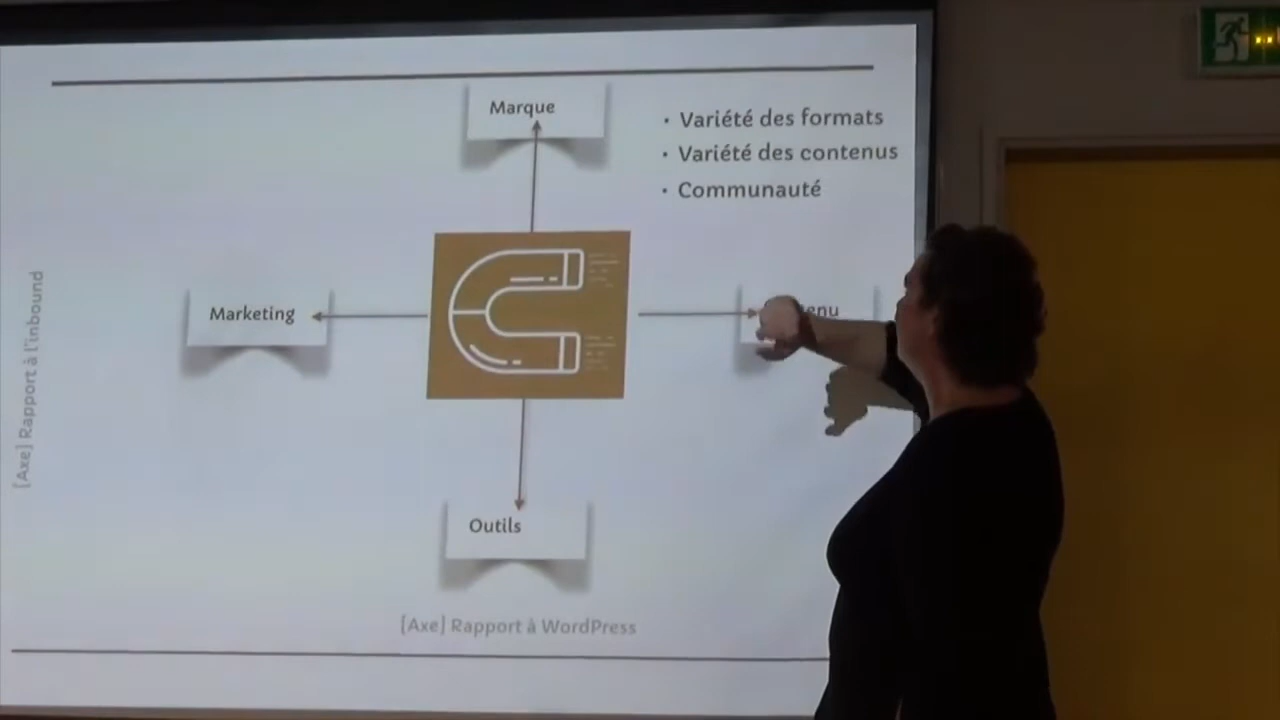 Marque
• Variété des formats
• Variété des contenus
• Communauté
Marketing
[Axe] Rapport à l'inbound
Outils
[Axe] Rapport à WordPress